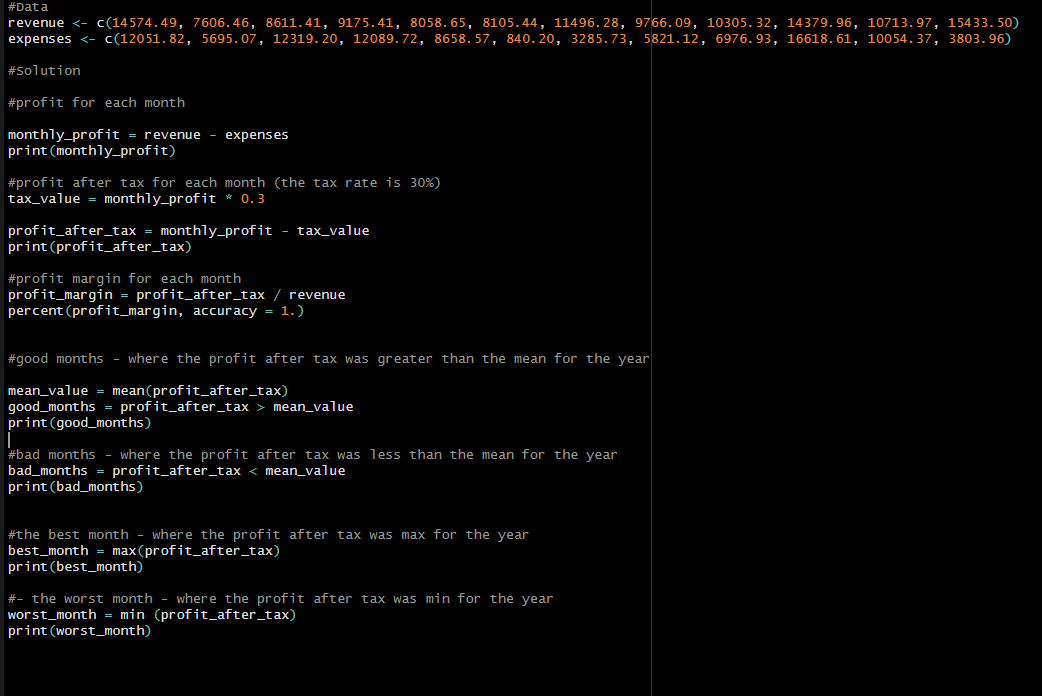 #Data
revenue <- c(14574.49, 7606.46, 8611.41, 9175.41, 8058.65, 8105.44, 11496.28, 9766.09, 10305.32, 14379.96, 10713.97, 15433.50)
expenses <- c(12051.82, 5695.07, 12319.20, 12089.72, 8658.57, 840.20, 3285.73, 5821.12, 6976.93, 16618.61, 10054.37, 3803.96)
#Solution
#profit for each month
monthly_profit = revenue - expenses
print(monthly_profit)
#profit after tax for each month (the tax rate is 30%)
tax_value = monthly_profit * 0.3
profit_after_tax = monthly_profit - tax_value
print(profit_after_tax)
#profit margin for each month
profit_margin = profit_after_tax / revenue
percent(profit_margin, accuracy = 1.)
#good months - where the profit after tax was greater than the mean for the year
mean_value = mean(profit_after_tax)
good_months = profit_after_tax > mean_value
print(good_months)
#bad months - where the profit after tax was less than the mean for the year
bad_months = profit_after_tax < mean_value
print(bad_months)
#the best month - where the profit after tax was max for the year
best_month = max(profit_after_tax)
print(best_month)
#- the worst month - where the profit after tax was min for the year
worst_month = min (profit_after_tax)
print(worst_month)